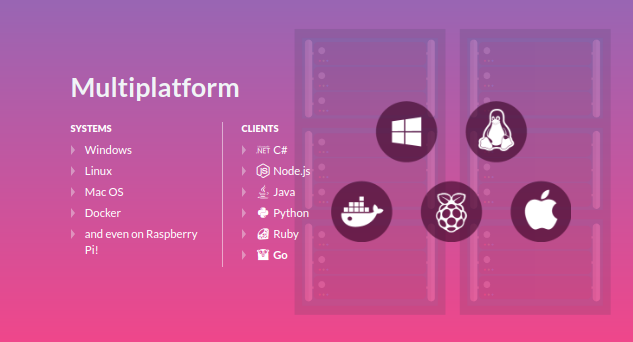 Multiplatform
SYSTEMS
Windows
Linux
Mac OS
Docker
and even on Raspberry
Pi!
CLIENTS
.NET C#
Node.js
Java
Python
Ruby
Go